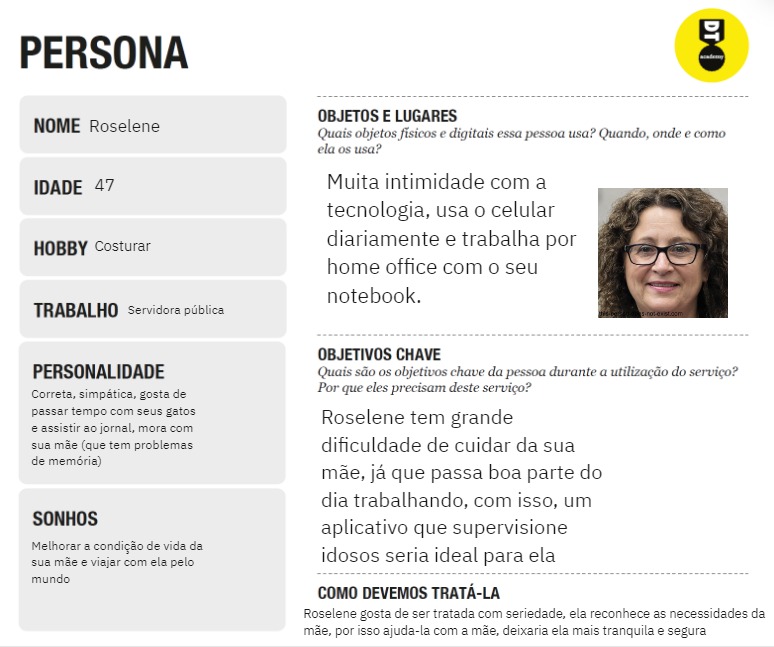 PERSONA
DT
academy
NOME Roselene
IDADE 47
HOBBY Costurar
TRABALHO Servidora pública
PERSONALIDADE
Correta, simpática, gosta de
passar tempo com seus gatos
e assistir ao jornal, mora com
sua mãe (que tem problemas
de memória)
SONHOS
Melhorar a condição de vida da
sua mãe e viajar com ela pelo
mundo
OBJETOS E LUGARES
Quais objetos físicos e digitais essa pessoa usa? Quando, onde e como
ela os usa?
Muita intimidade com a
tecnologia, usa o celular
diariamente e trabalha por
home office com o seu
notebook.
OBJETIVOS CHAVE
Quais são os objetivos chave da pessoa durante a utilização do serviço?
Por que eles precisam deste serviço?
Roselene tem grande
dificuldade de cuidar da sua
mãe, já que passa boa parte do
dia trabalhando, com isso, um
aplicativo que supervisione
idosos seria ideal para ela
COMO DEVEMOS TRATÁ-LA
Roselene gosta de ser tratada com seriedade, ela reconhece as necessidades da
mãe, por isso ajuda-la com a mãe, deixaria ela mais tranquila e segura